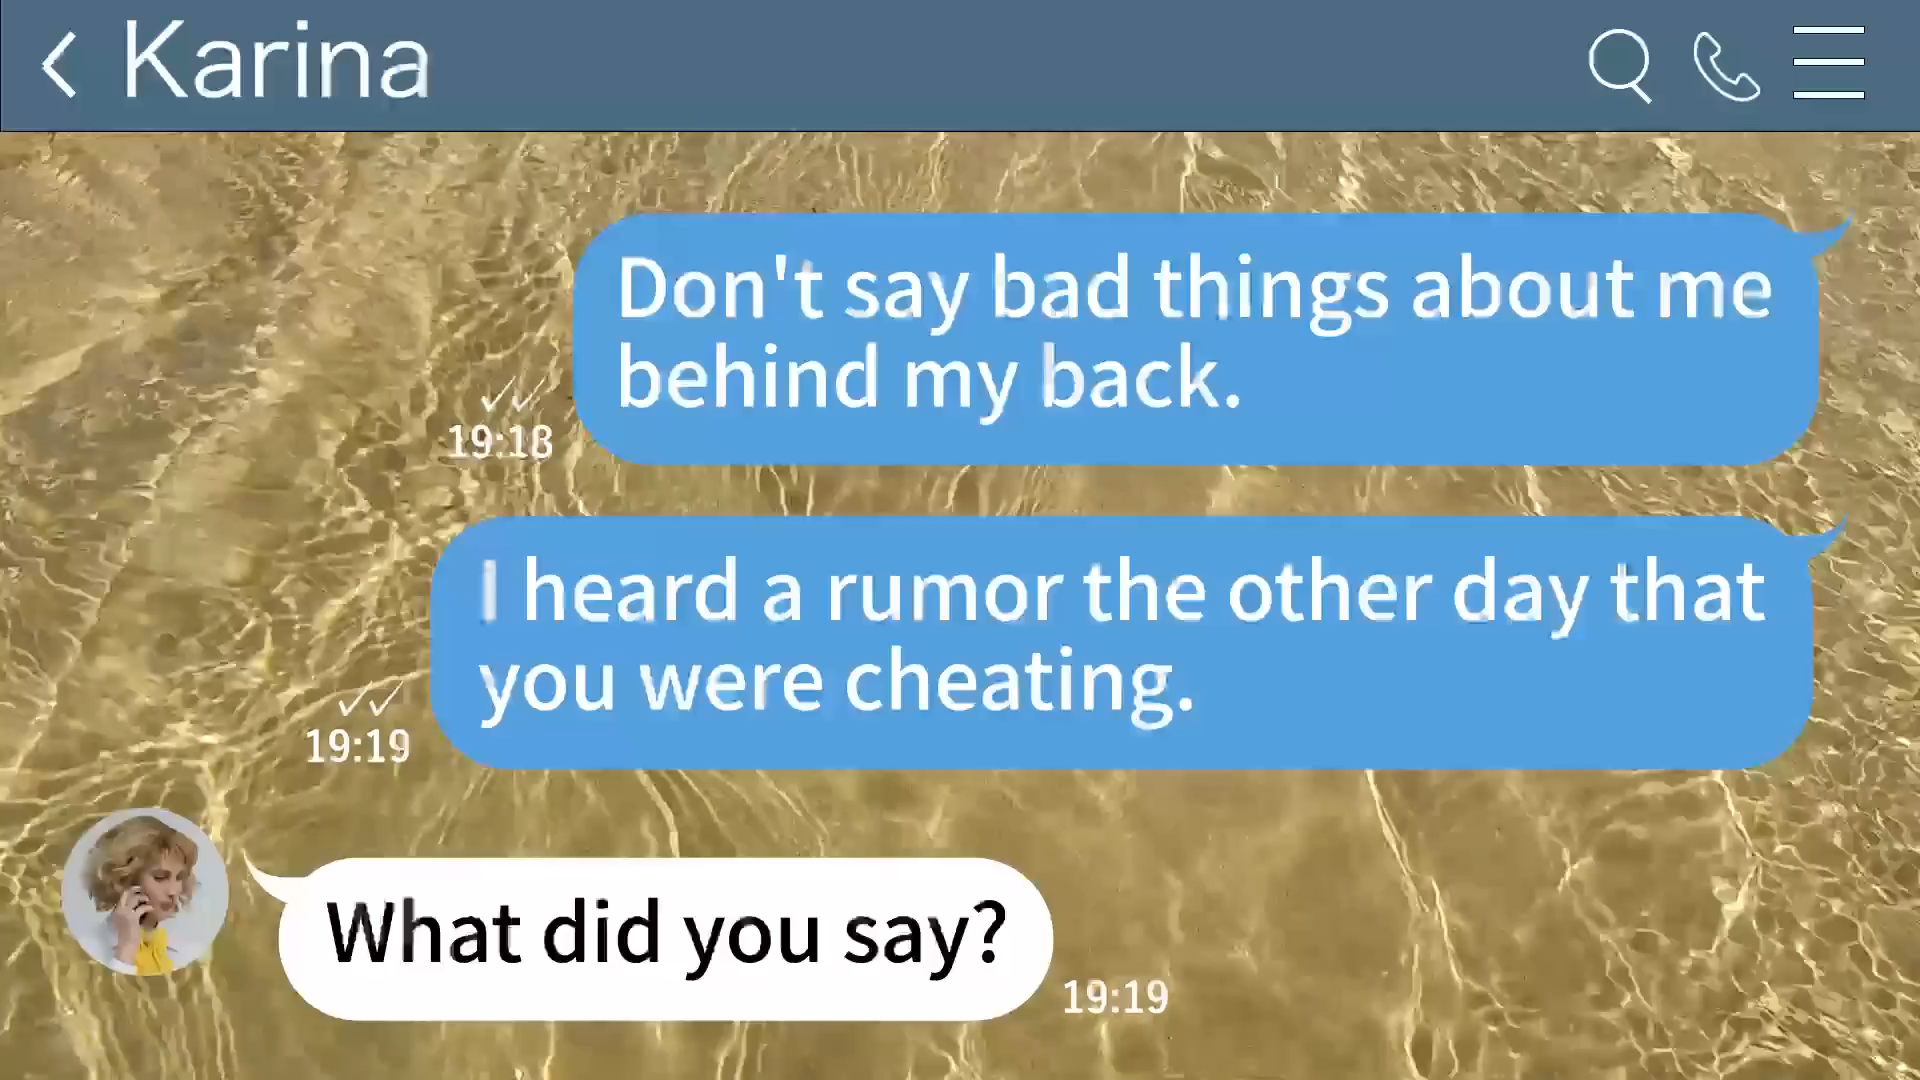 Karina
Don't say bad things about me
behind my back.
19:18
I heard a rumor the other day that
you were cheating.
19:19
What did you say?
19:19